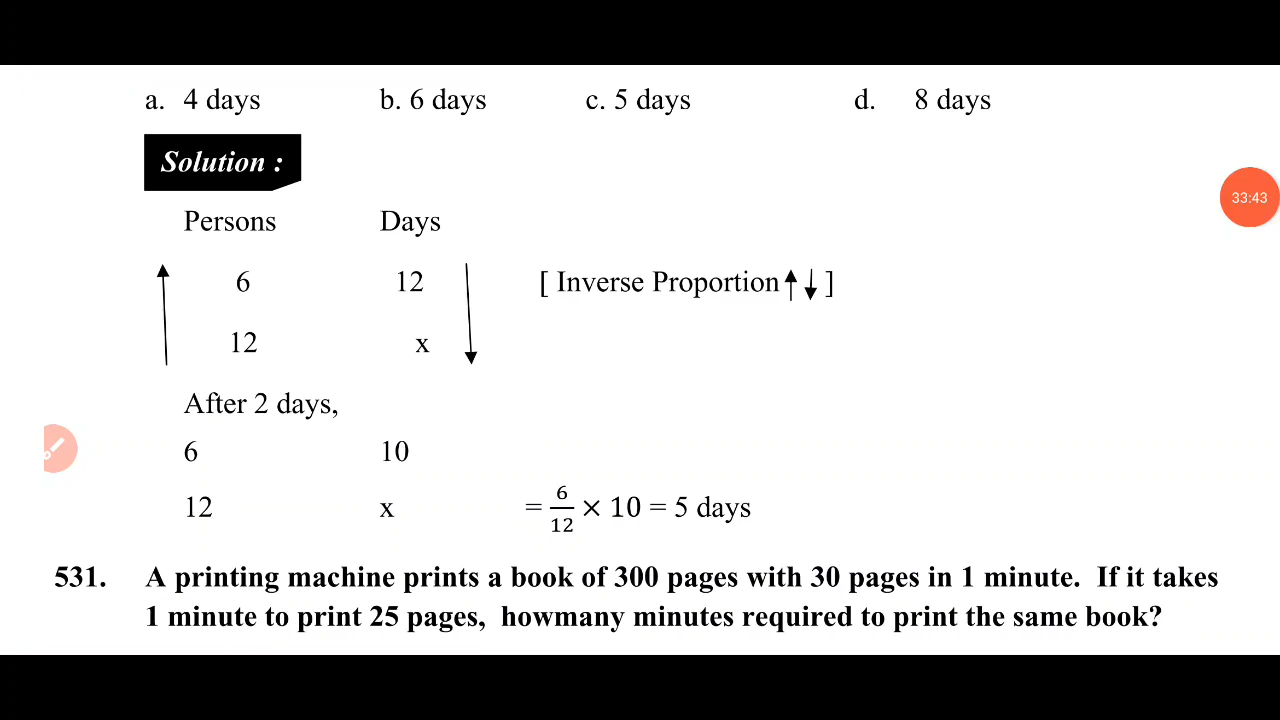 a. 4 days b. 6 days c. 5 days d. 8 days
Solution :
33:43
Persons Days
6 12 [ Inverse Proportion↑↓ ]
12 x
After 2 days,
6 10
12 x = 6/12 × 10 = 5 days
531. A printing machine prints a book of 300 pages with 30 pages in 1 minute. If it takes
1 minute to print 25 pages, howmany minutes required to print the same book?